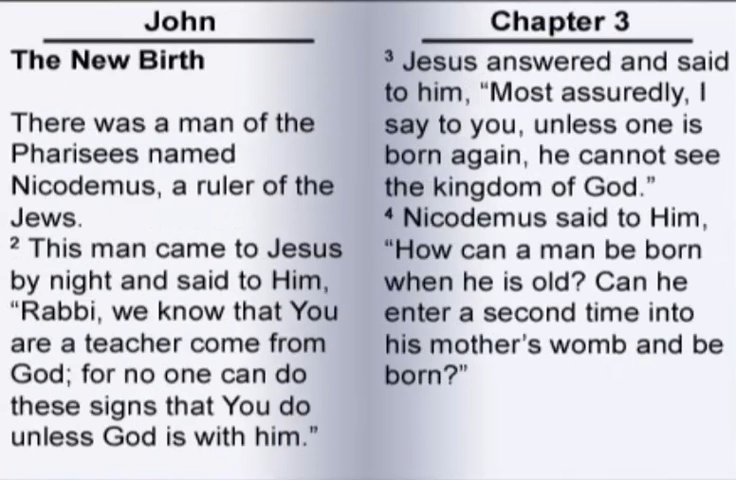 John
The New Birth
There was a man of the
Pharisees named
Nicodemus, a ruler of the
Jews.
² This man came to Jesus
by night and said to Him,
“Rabbi, we know that You
are a teacher come from
God; for no one can do
these signs that You do
unless God is with him.”
Chapter 3
³ Jesus answered and said
to him, “Most assuredly, I
say to you, unless one is
born again, he cannot see
the kingdom of God.”
⁴ Nicodemus said to Him,
“How can a man be born
when he is old? Can he
enter a second time into
his mother's womb and be
born?”